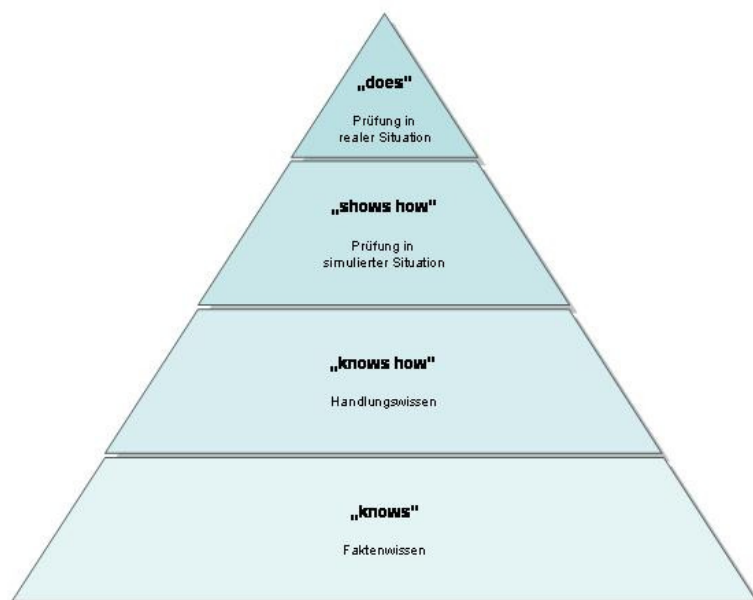 „does"
Prüfung in
realer Situation
„shows how"
Prüfung in
simulierter Situation
„knows how"
Handlungswissen
„knows"
Faktenwissen